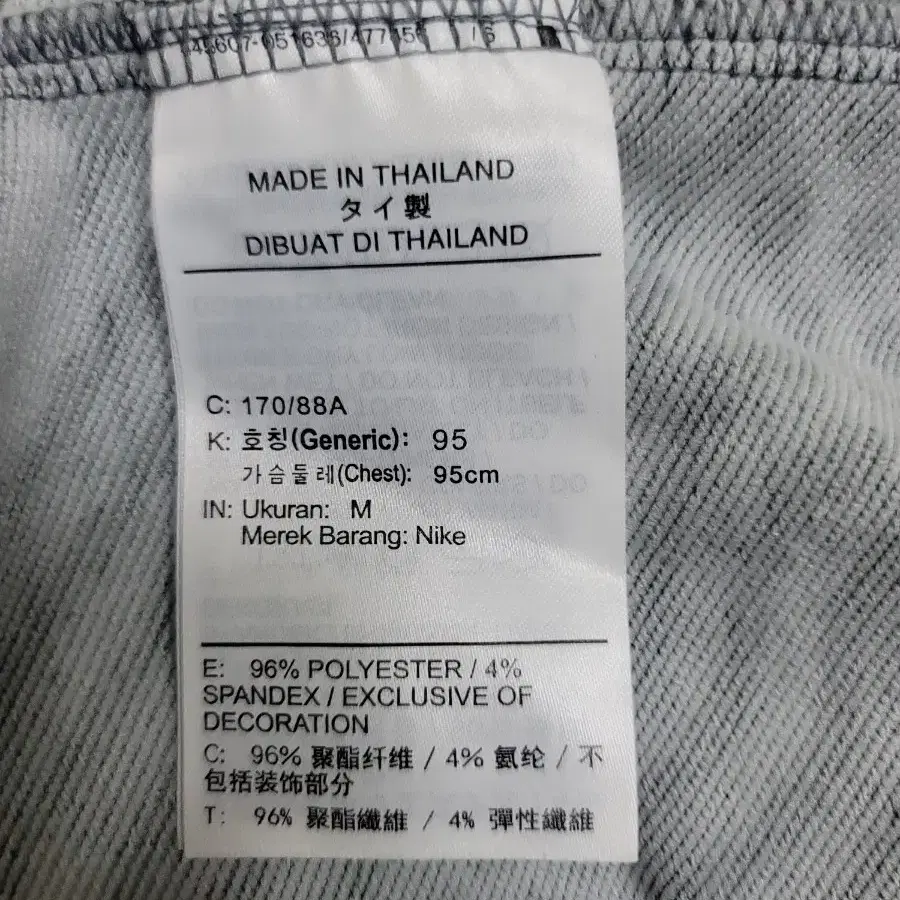 MADE IN THAILAND
タイ製
DIBUAT DI THAILAND
C: 170/88A
K: 호칭(Generic): 95
가슴둘레(Chest): 95cm
IN: Ukuran: M
Merek Barang: Nike
E: 96% POLYESTER / 4%
SPANDEX / EXCLUSIVE OF
DECORATION
C: 96% 聚酯纤维 / 4% 氨纶 / 不
包括装饰部分
T: 96% 聚酯纖維 / 4% 彈性纖維